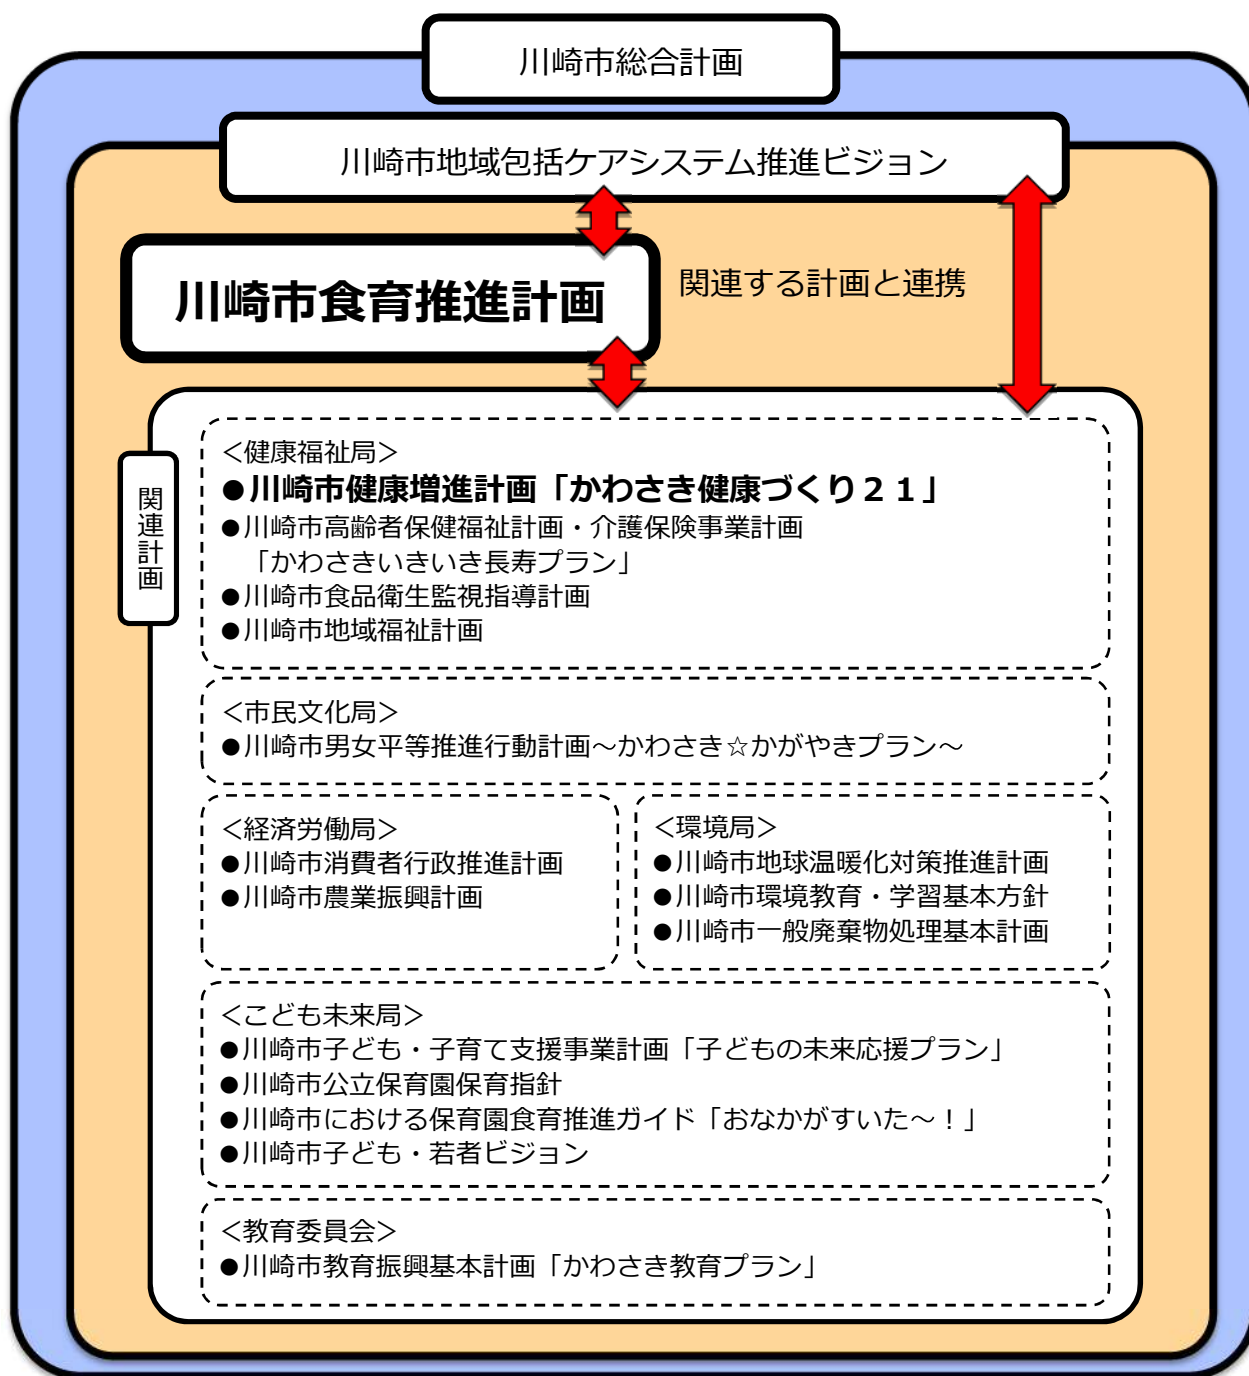 川崎市総合計画
川崎市地域包括ケアシステム推進ビジョン
川崎市食育推進計画
関連する計画と連携
関連計画
＜健康福祉局＞
●川崎市健康増進計画「かわさき健康づくり２１」
●川崎市高齢者保健福祉計画・介護保険事業計画
「かわさきいきいき長寿プラン」
●川崎市食品衛生監視指導計画
●川崎市地域福祉計画
＜市民文化局＞
●川崎市男女平等推進行動計画～かわさき☆かがやきプラン～
＜経済労働局＞
●川崎市消費者行政推進計画
●川崎市農業振興計画
＜環境局＞
●川崎市地球温暖化対策推進計画
●川崎市環境教育・学習基本方針
●川崎市一般廃棄物処理基本計画
＜こども未来局＞
●川崎市子ども・子育て支援事業計画「子どもの未来応援プラン」
●川崎市公立保育園保育指針
●川崎市における保育園食育推進ガイド「おなかがすいた～！」
●川崎市子ども・若者ビジョン
＜教育委員会＞
●川崎市教育振興基本計画「かわさき教育プラン」